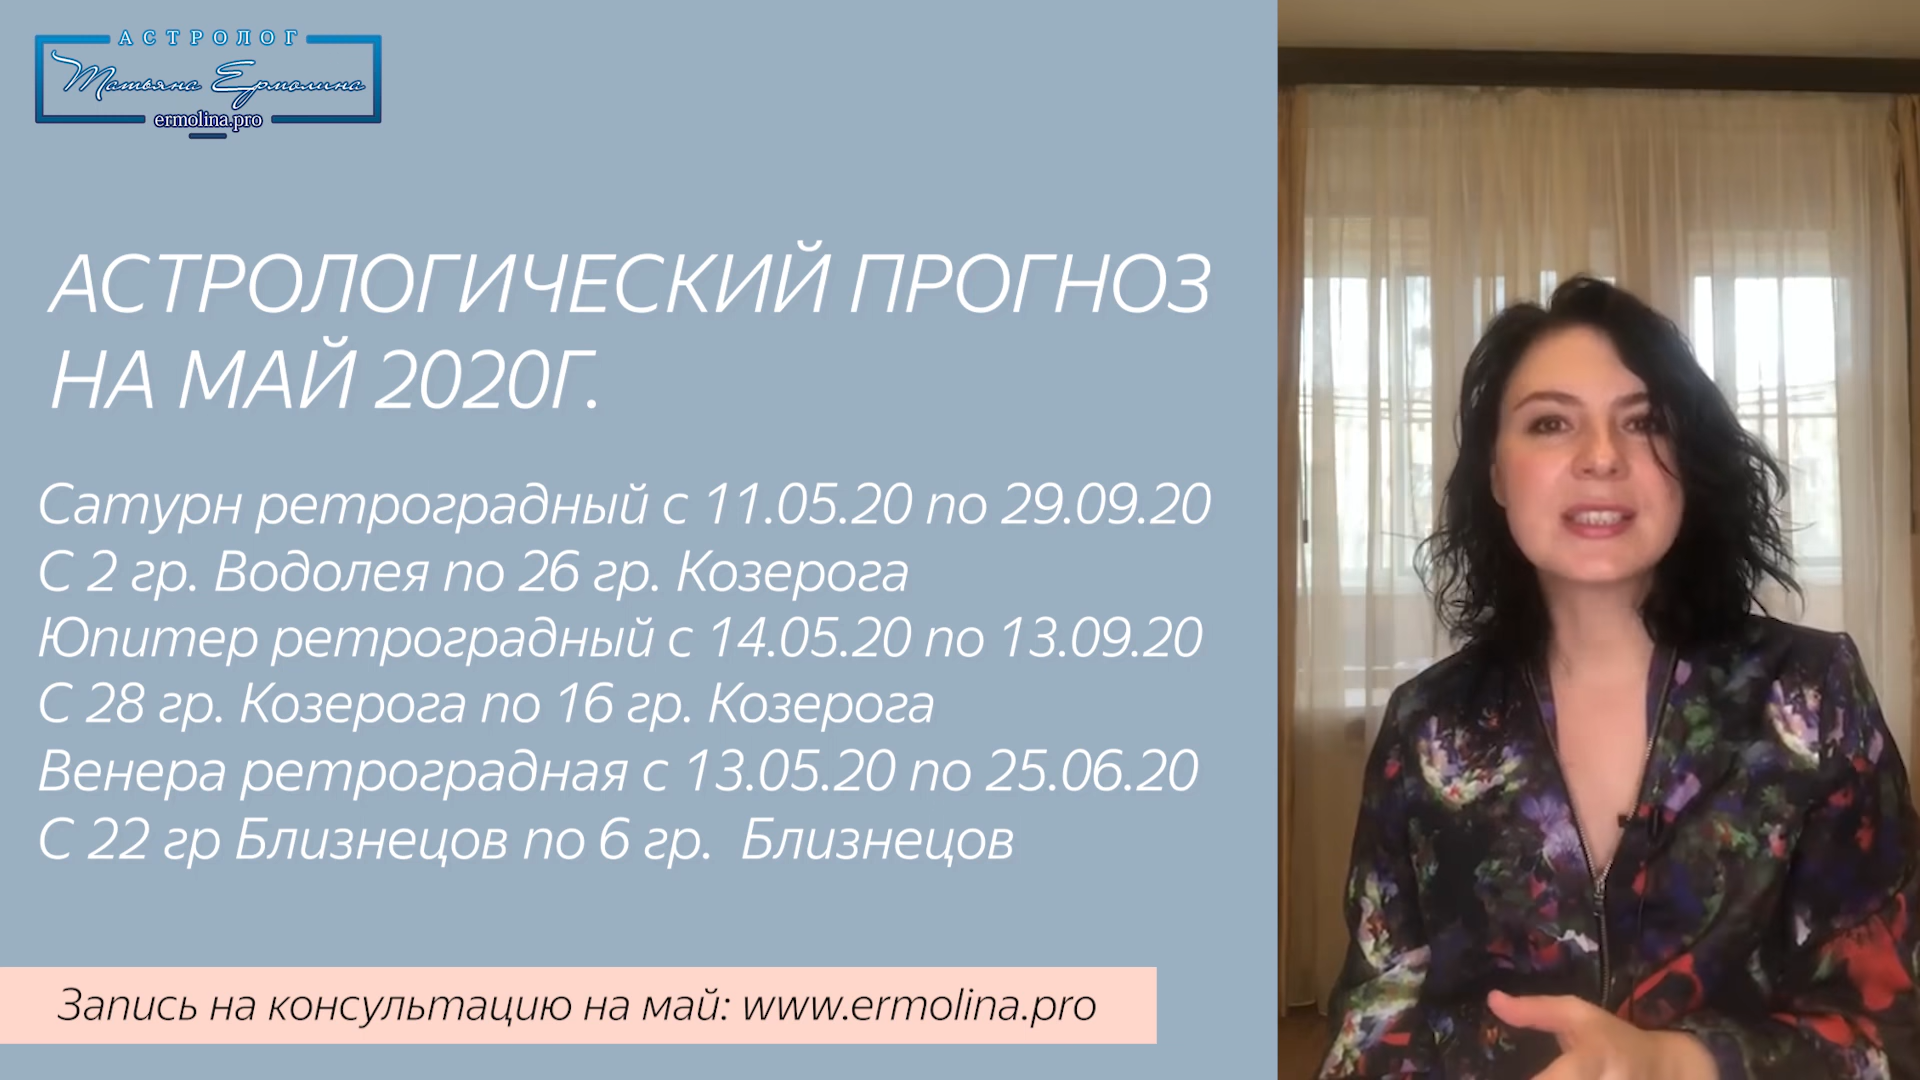 АСТРОЛОГ
Татьяна Ермолина
ermolina.pro
АСТРОЛОГИЧЕСКИЙ ПРОГНОЗ
НА МАЙ 2020Г.
Сатурн ретроградный с 11.05.20 по 29.09.20
С 2 гр. Водолея по 26 гр. Козерога
Юпитер ретроградный с 14.05.20 по 13.09.20
С 28 гр. Козерога по 16 гр. Козерога
Венера ретроградная с 13.05.20 по 25.06.20
С 22 гр Близнецов по 6 гр.  Близнецов
Запись на консультацию на май: www.ermolina.pro